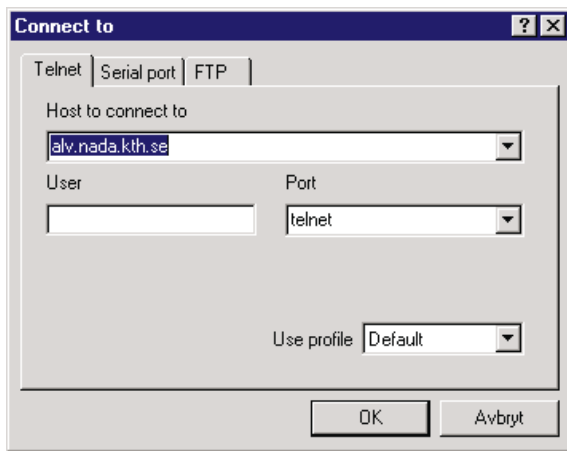 Connect to
Telnet Serial port FTP
Host to connect to
alv.nada.kth.se
User Port
telnet
Use profile Default
OK Avbryt